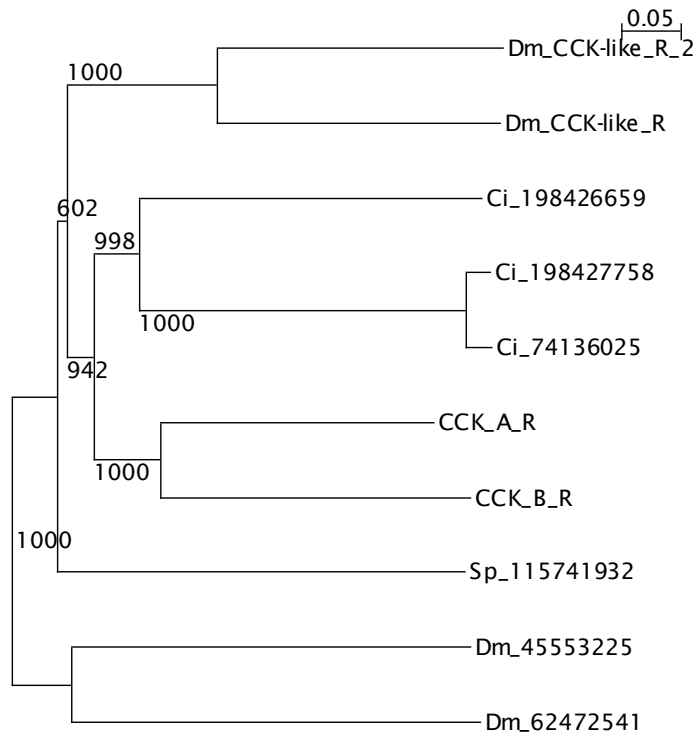 0.05
Dm_CCK-like_R_2
1000
Dm_CCK-like_R
Ci_198426659
602
998
Ci_198427758
1000
Ci_74136025
942
CCK_A_R
1000
CCK_B_R
1000
Sp_115741932
Dm_45553225
Dm_62472541